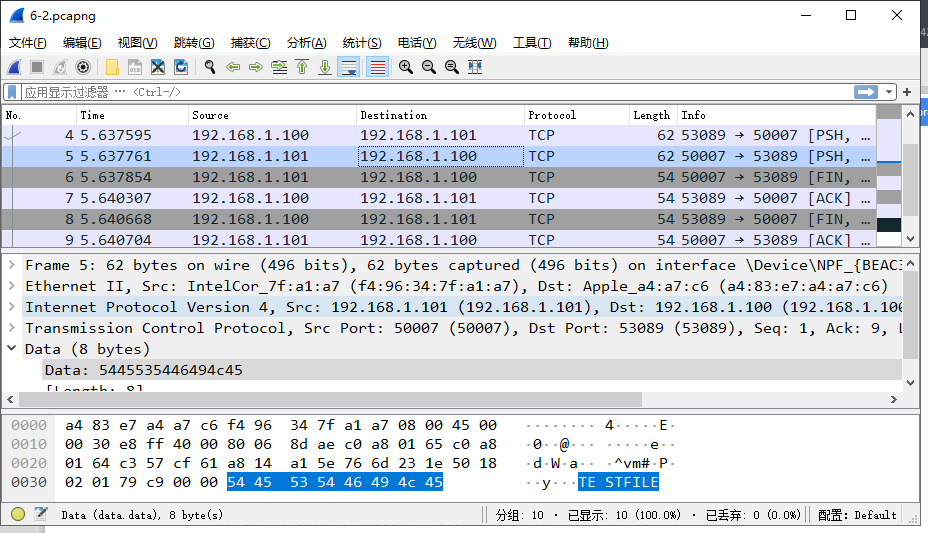 6-2.pcapng
文件(F) 编辑(E) 视图(V) 跳转(G) 捕获(C) 分析(A) 统计(S) 电话(Y) 无线(W) 工具(T) 帮助(H)
应用显示过滤器 ⋯ <Ctrl-/>
No. Time Source Destination Protocol Length Info
4 5.637595 192.168.1.100 192.168.1.101 TCP 62 53089 → 50007 [PSH, …
5 5.637761 192.168.1.101 192.168.1.100 TCP 62 50007 → 53089 [PSH, …
6 5.637854 192.168.1.101 192.168.1.100 TCP 54 50007 → 53089 [FIN, …
7 5.640307 192.168.1.100 192.168.1.101 TCP 54 53089 → 50007 [ACK] …
8 5.640668 192.168.1.100 192.168.1.101 TCP 54 53089 → 50007 [FIN, …
9 5.640704 192.168.1.101 192.168.1.100 TCP 54 50007 → 53089 [ACK] …
Frame 5: 62 bytes on wire (496 bits), 62 bytes captured (496 bits) on interface \Device\NPF_{BEAC3
Ethernet II, Src: IntelCor_7f:a1:a7 (f4:96:34:7f:a1:a7), Dst: Apple_a4:a7:c6 (a4:83:e7:a4:a7:c6)
Internet Protocol Version 4, Src: 192.168.1.101 (192.168.1.101), Dst: 192.168.1.100 (192.168.1.100
Transmission Control Protocol, Src Port: 50007 (50007), Dst Port: 53089 (53089), Seq: 1, Ack: 9, L
Data (8 bytes)
Data: 5445535446494c45
[Length: 8]
0000 a4 83 e7 a4 a7 c6 f4 96 34 7f a1 a7 08 00 45 00 ········ 4·····E·
0010 00 30 e8 ff 40 00 80 06 8d ae c0 a8 01 65 c0 a8 ·0··@··· ·····e··
0020 01 64 c3 57 cf 61 a8 14 a1 5e 76 6d 23 1e 50 18 ·d·W·a·· ·^vm#·P·
0030 02 01 79 c9 00 00 54 45 53 54 46 49 4c 45 ··y···TE STFILE
Data (data.data), 8 byte(s) 分组: 10 · 已显示: 10 (100.0%) · 已丢弃: 0 (0.0%) 配置: Default